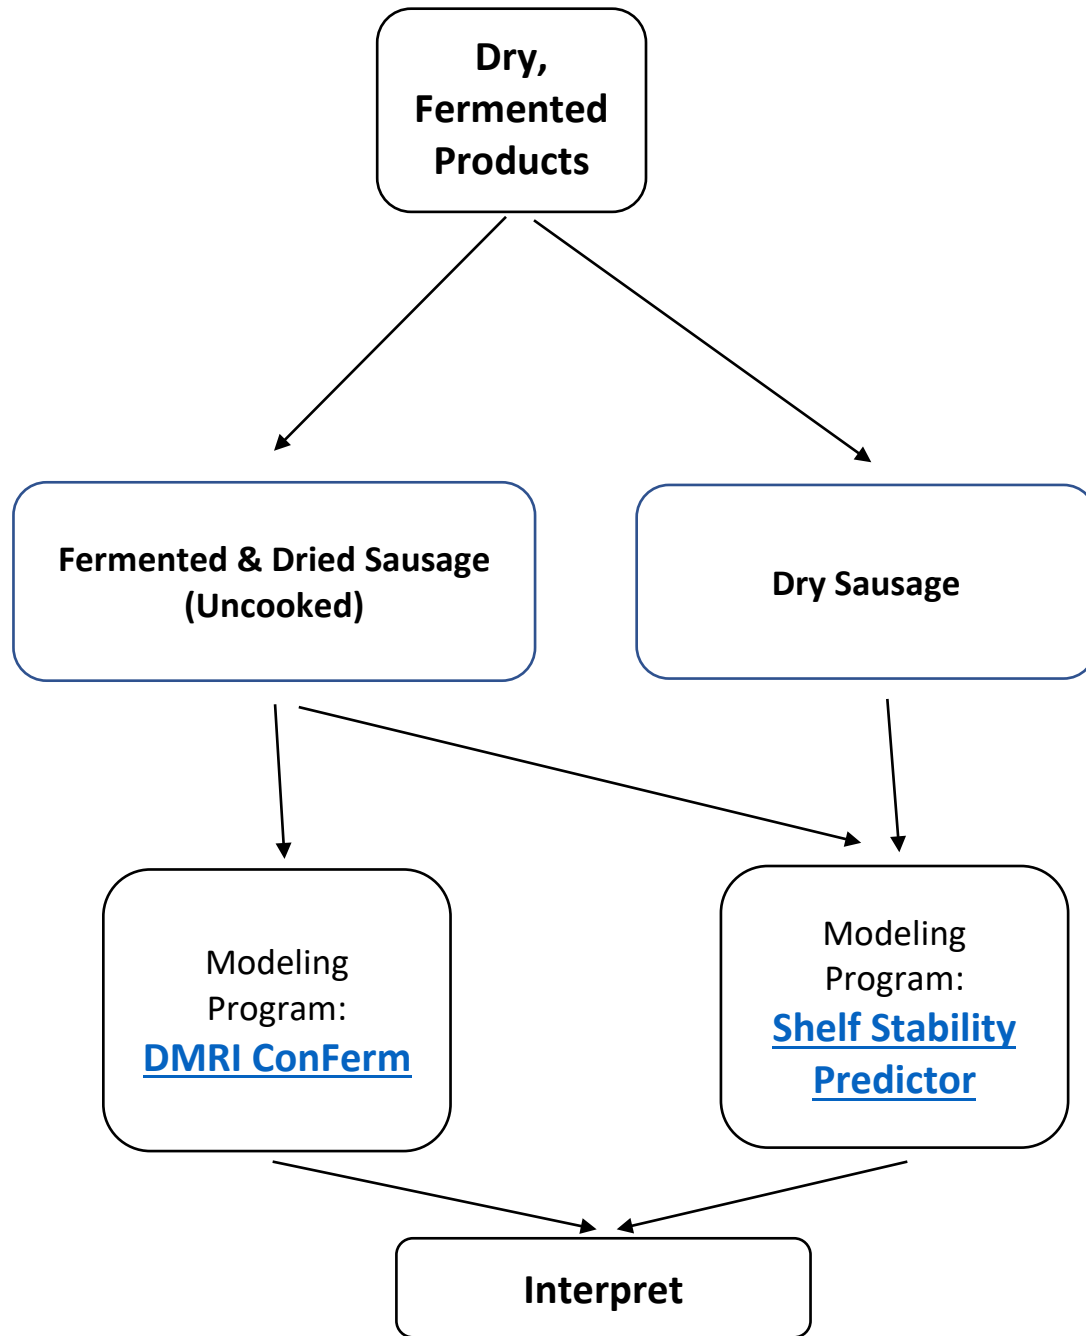 Dry,
Fermented
Products
Fermented & Dried Sausage
(Uncooked)
Dry Sausage
Modeling
Program:
DMRI ConFerm
Modeling
Program:
Shelf Stability
Predictor
Interpret